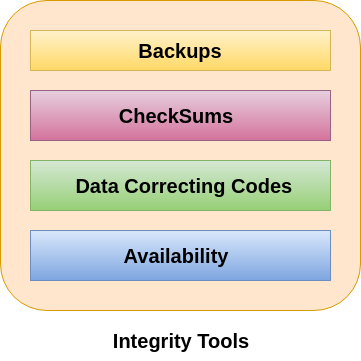 Backups
CheckSums
Data Correcting Codes
Availability
Integrity Tools